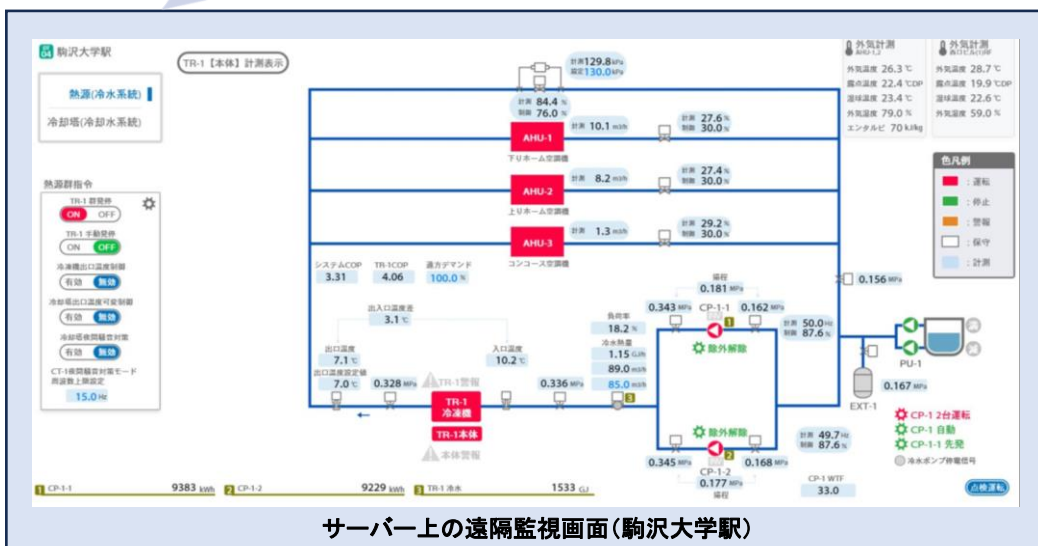 DT 04 駒沢大学駅
TR-1【本体】計測表示
熱源(冷水系統)
冷却塔(冷却水系統)
熱源群指令
TR-1 群発停
ON OFF
TR-1 手動発停
ON OFF
冷凍機出口温度制御
有効 無効
冷却塔出口温度可変制御
有効 無効
冷却塔夜間騒音対策
有効 無効
CT-1夜間騒音対策モード
周波数上限設定
15.0 Hz
計測 129.8 kPa
設定 130.0 kPa
計測 84.4 %
制御 76.0 %
AHU-1
下りホーム空調機
計測 10.1 m3/h
計測 27.6 %
制御 30.0 %
AHU-2
上りホーム空調機
計測 8.2 m3/h
計測 27.4 %
制御 30.0 %
AHU-3
コンコース空調機
計測 1.3 m3/h
計測 29.2 %
制御 30.0 %
外気計測
AHU-1,2
外気温度 26.3 ℃
露点温度 22.4 ℃DP
湿球温度 23.4 ℃
外気湿度 79.0 %
エンタルピ 70 kJ/kg
外気計測
外気温度 28.7 ℃
露点温度 19.9 ℃DP
湿球温度 22.6 ℃
外気湿度 59.0 %
色凡例
：運転
：停止
：警報
：保守
：計測
システムCOP
3.31
TR-1COP
4.06
還方デマンド
100.0 %
出入口温度差
3.1 ℃
出口温度
7.1 ℃
出口温度設定値
7.0 ℃
0.328 MPa
入口温度
10.2 ℃
TR-1警報
TR-1
冷凍機
TR-1本体
本体警報
0.336 MPa
負荷率
18.2 %
冷水熱量
1.15 GJ/h
89.0 m3/h
85.0 m3/h
3
揚程
0.181 MPa
0.343 MPa
CP-1-1
0.162 MPa
1
除外解除
計測 50.0 Hz
制御 87.6 %
除外解除
2
0.345 MPa
CP-1-2
0.168 MPa
0.177 MPa
揚程
計測 49.7 Hz
制御 87.6 %
CP-1 WTF
33.0
0.156 MPa
PU-1
満
減
EXT-1
0.167 MPa
CP-1 2台運転
CP-1 自動
CP-1-1 先発
冷水ポンプ停電信号
点検運転
1 CP-1-1 9383 kWh
2 CP-1-2 9229 kWh
3 TR-1 冷水 1533 GJ
サーバー上の遠隔監視画面(駒沢大学駅)